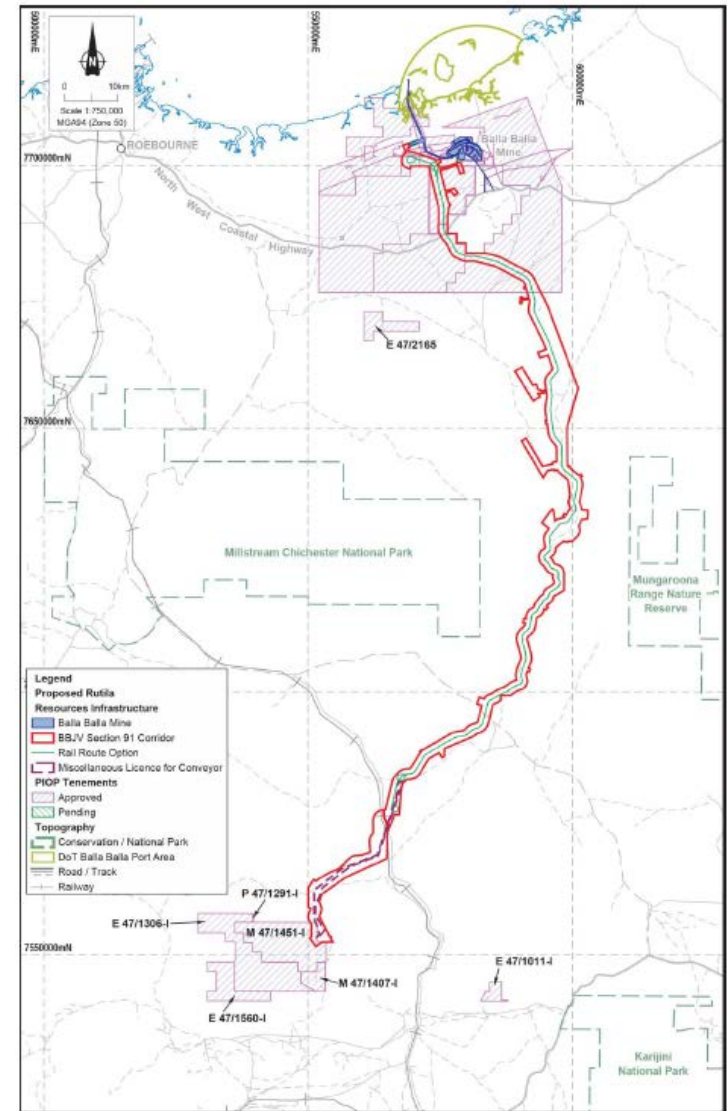 500000mE
550000mE
600000mE
N
0 10km
Scale 1:750,000
MGA94 (Zone 50)
ROEBOURNE
Balla Balla
Mine
7700000mN
North West Coastal Highway
E 47/2165
7650000mN
Millstream Chichester National Park
Mungaroona
Range Nature
Reserve
Legend
Proposed Rutila
Resources Infrastructure
Balla Balla Mine
BBJV Section 91 Corridor
Rail Route Option
Miscellaneous Licence for Conveyor
PIOP Tenements
Approved
Pending
Topography
Conservation / National Park
DoT Balla Balla Port Area
Road / Track
Railway
P 47/1291-I
E 47/1306-I
M 47/1451-I
7550000mN
M 47/1407-I
E 47/1011-I
E 47/1560-I
Karijini
National Park